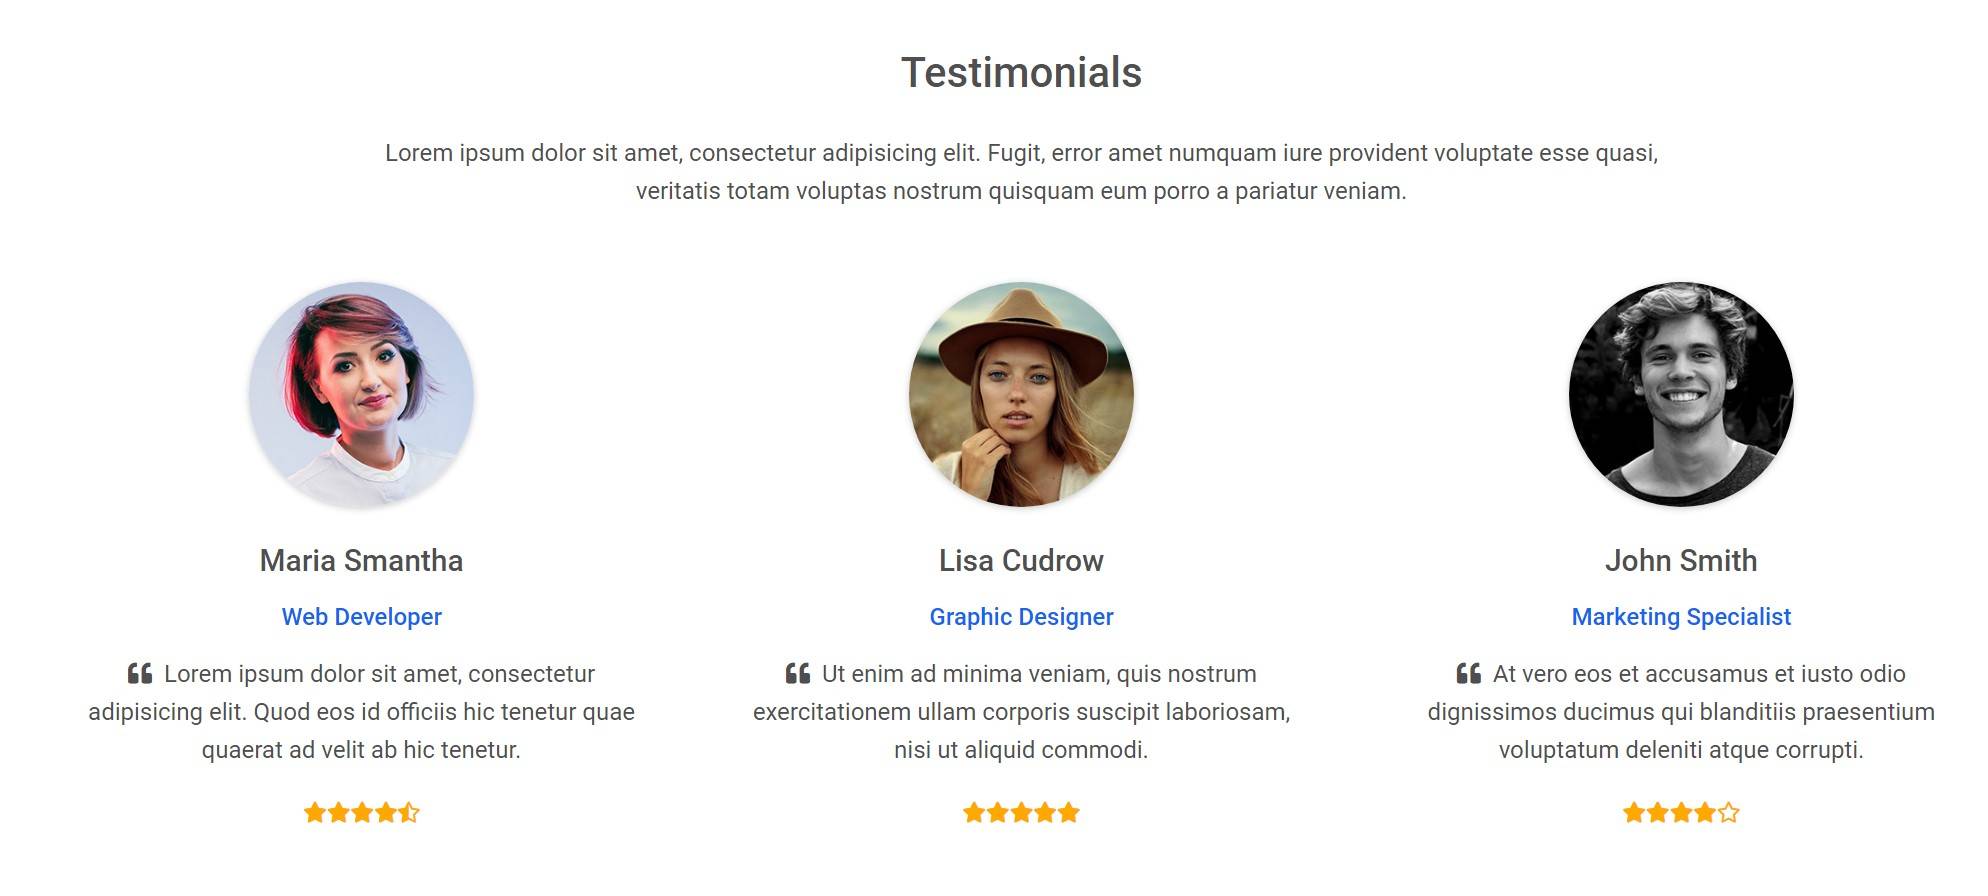 Testimonials
Lorem ipsum dolor sit amet, consectetur adipisicing elit. Fugit, error amet numquam iure provident voluptate esse quasi,
veritatis totam voluptas nostrum quisquam eum porro a pariatur veniam.
Maria Smantha
Web Developer
❝ Lorem ipsum dolor sit amet, consectetur
adipisicing elit. Quod eos id officiis hic tenetur quae
quaerat ad velit ab hic tenetur.
Lisa Cudrow
Graphic Designer
❝ Ut enim ad minima veniam, quis nostrum
exercitationem ullam corporis suscipit laboriosam,
nisi ut aliquid commodi.
John Smith
Marketing Specialist
❝ At vero eos et accusamus et iusto odio
dignissimos ducimus qui blanditiis praesentium
voluptatum deleniti atque corrupti.